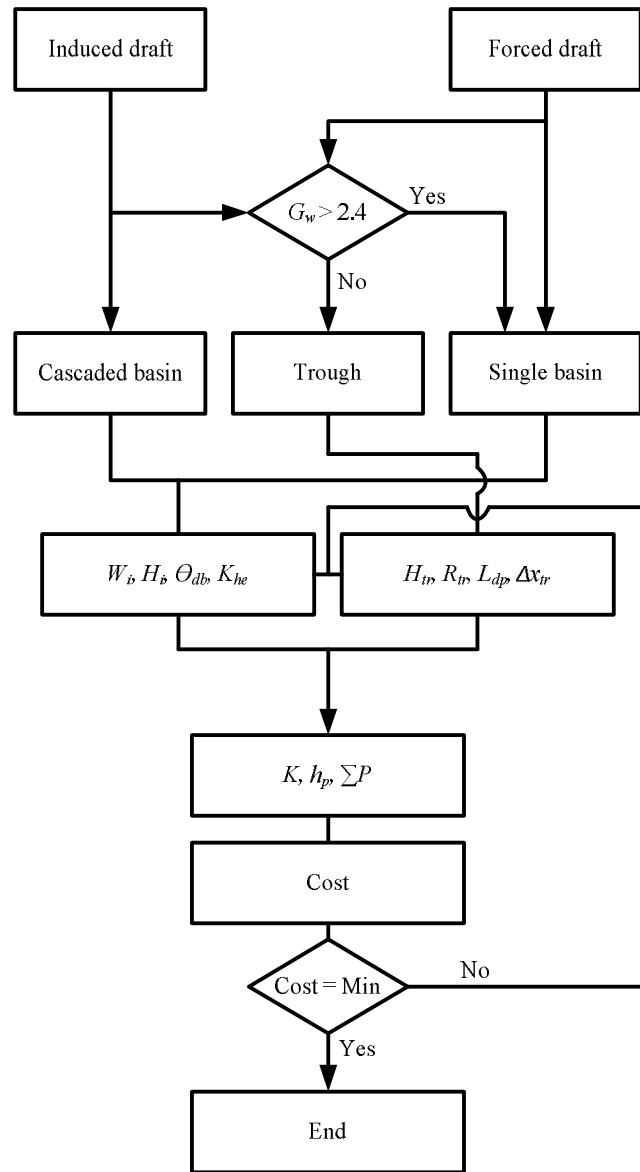 Induced draft
Forced draft
G_w > 2.4
Yes
No
Cascaded basin
Trough
Single basin
W_i, H_i, Θ_db, K_he
H_tr, R_tr, L_dp, Δx_tr
K, h_p, ∑P
Cost
Cost = Min
No
Yes
End